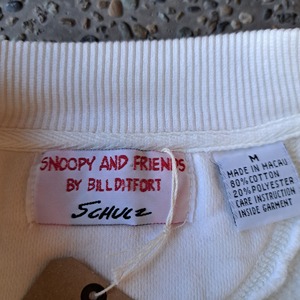 SNOOPY AND FRIENDS
BY BILL DITFORT
SCHULZ
M
MADE IN MACAU
80% COTTON
20% POLYESTER
CARE INSTRUCTION
INSIDE GARMENT